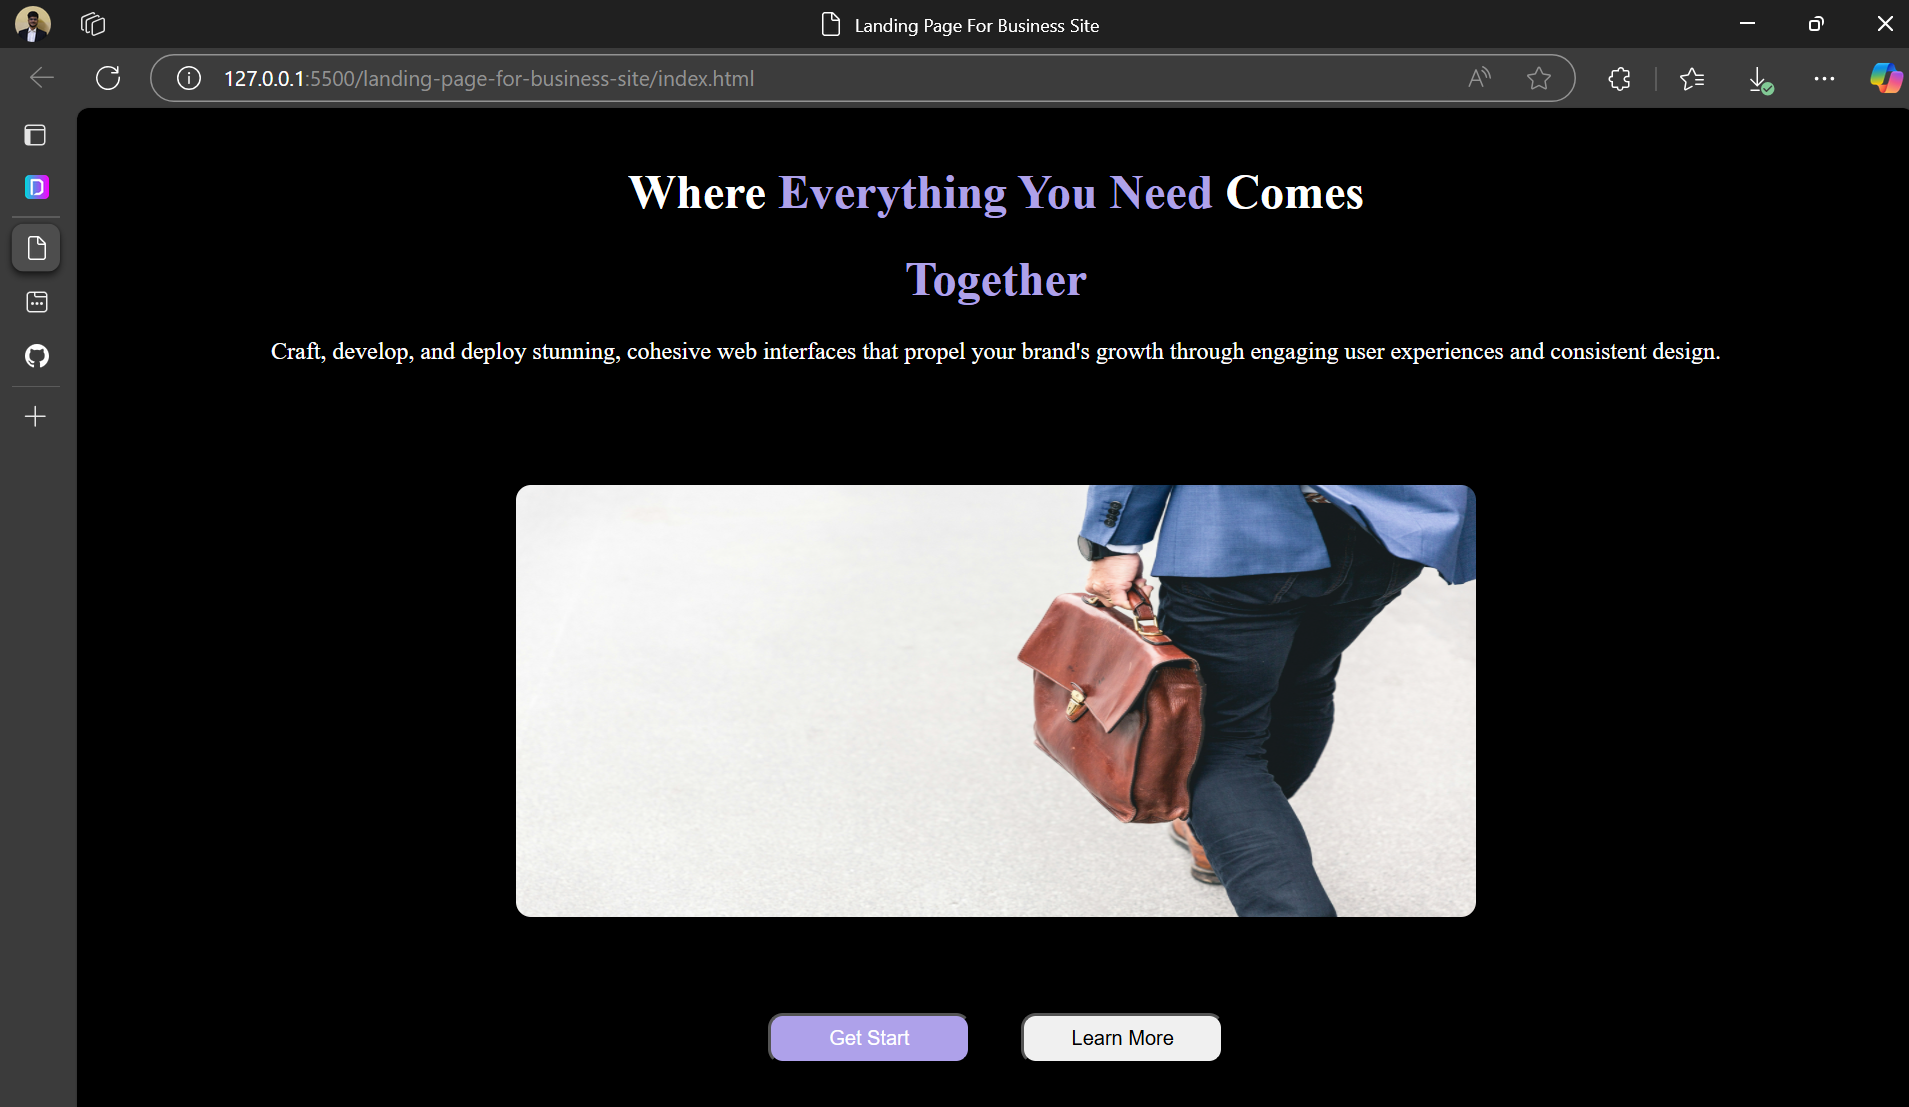 Landing Page For Business Site
127.0.0.1:5500/landing-page-for-business-site/index.html
Where Everything You Need Comes
Together
Craft, develop, and deploy stunning, cohesive web interfaces that propel your brand's growth through engaging user experiences and consistent design.
Get Start
Learn More